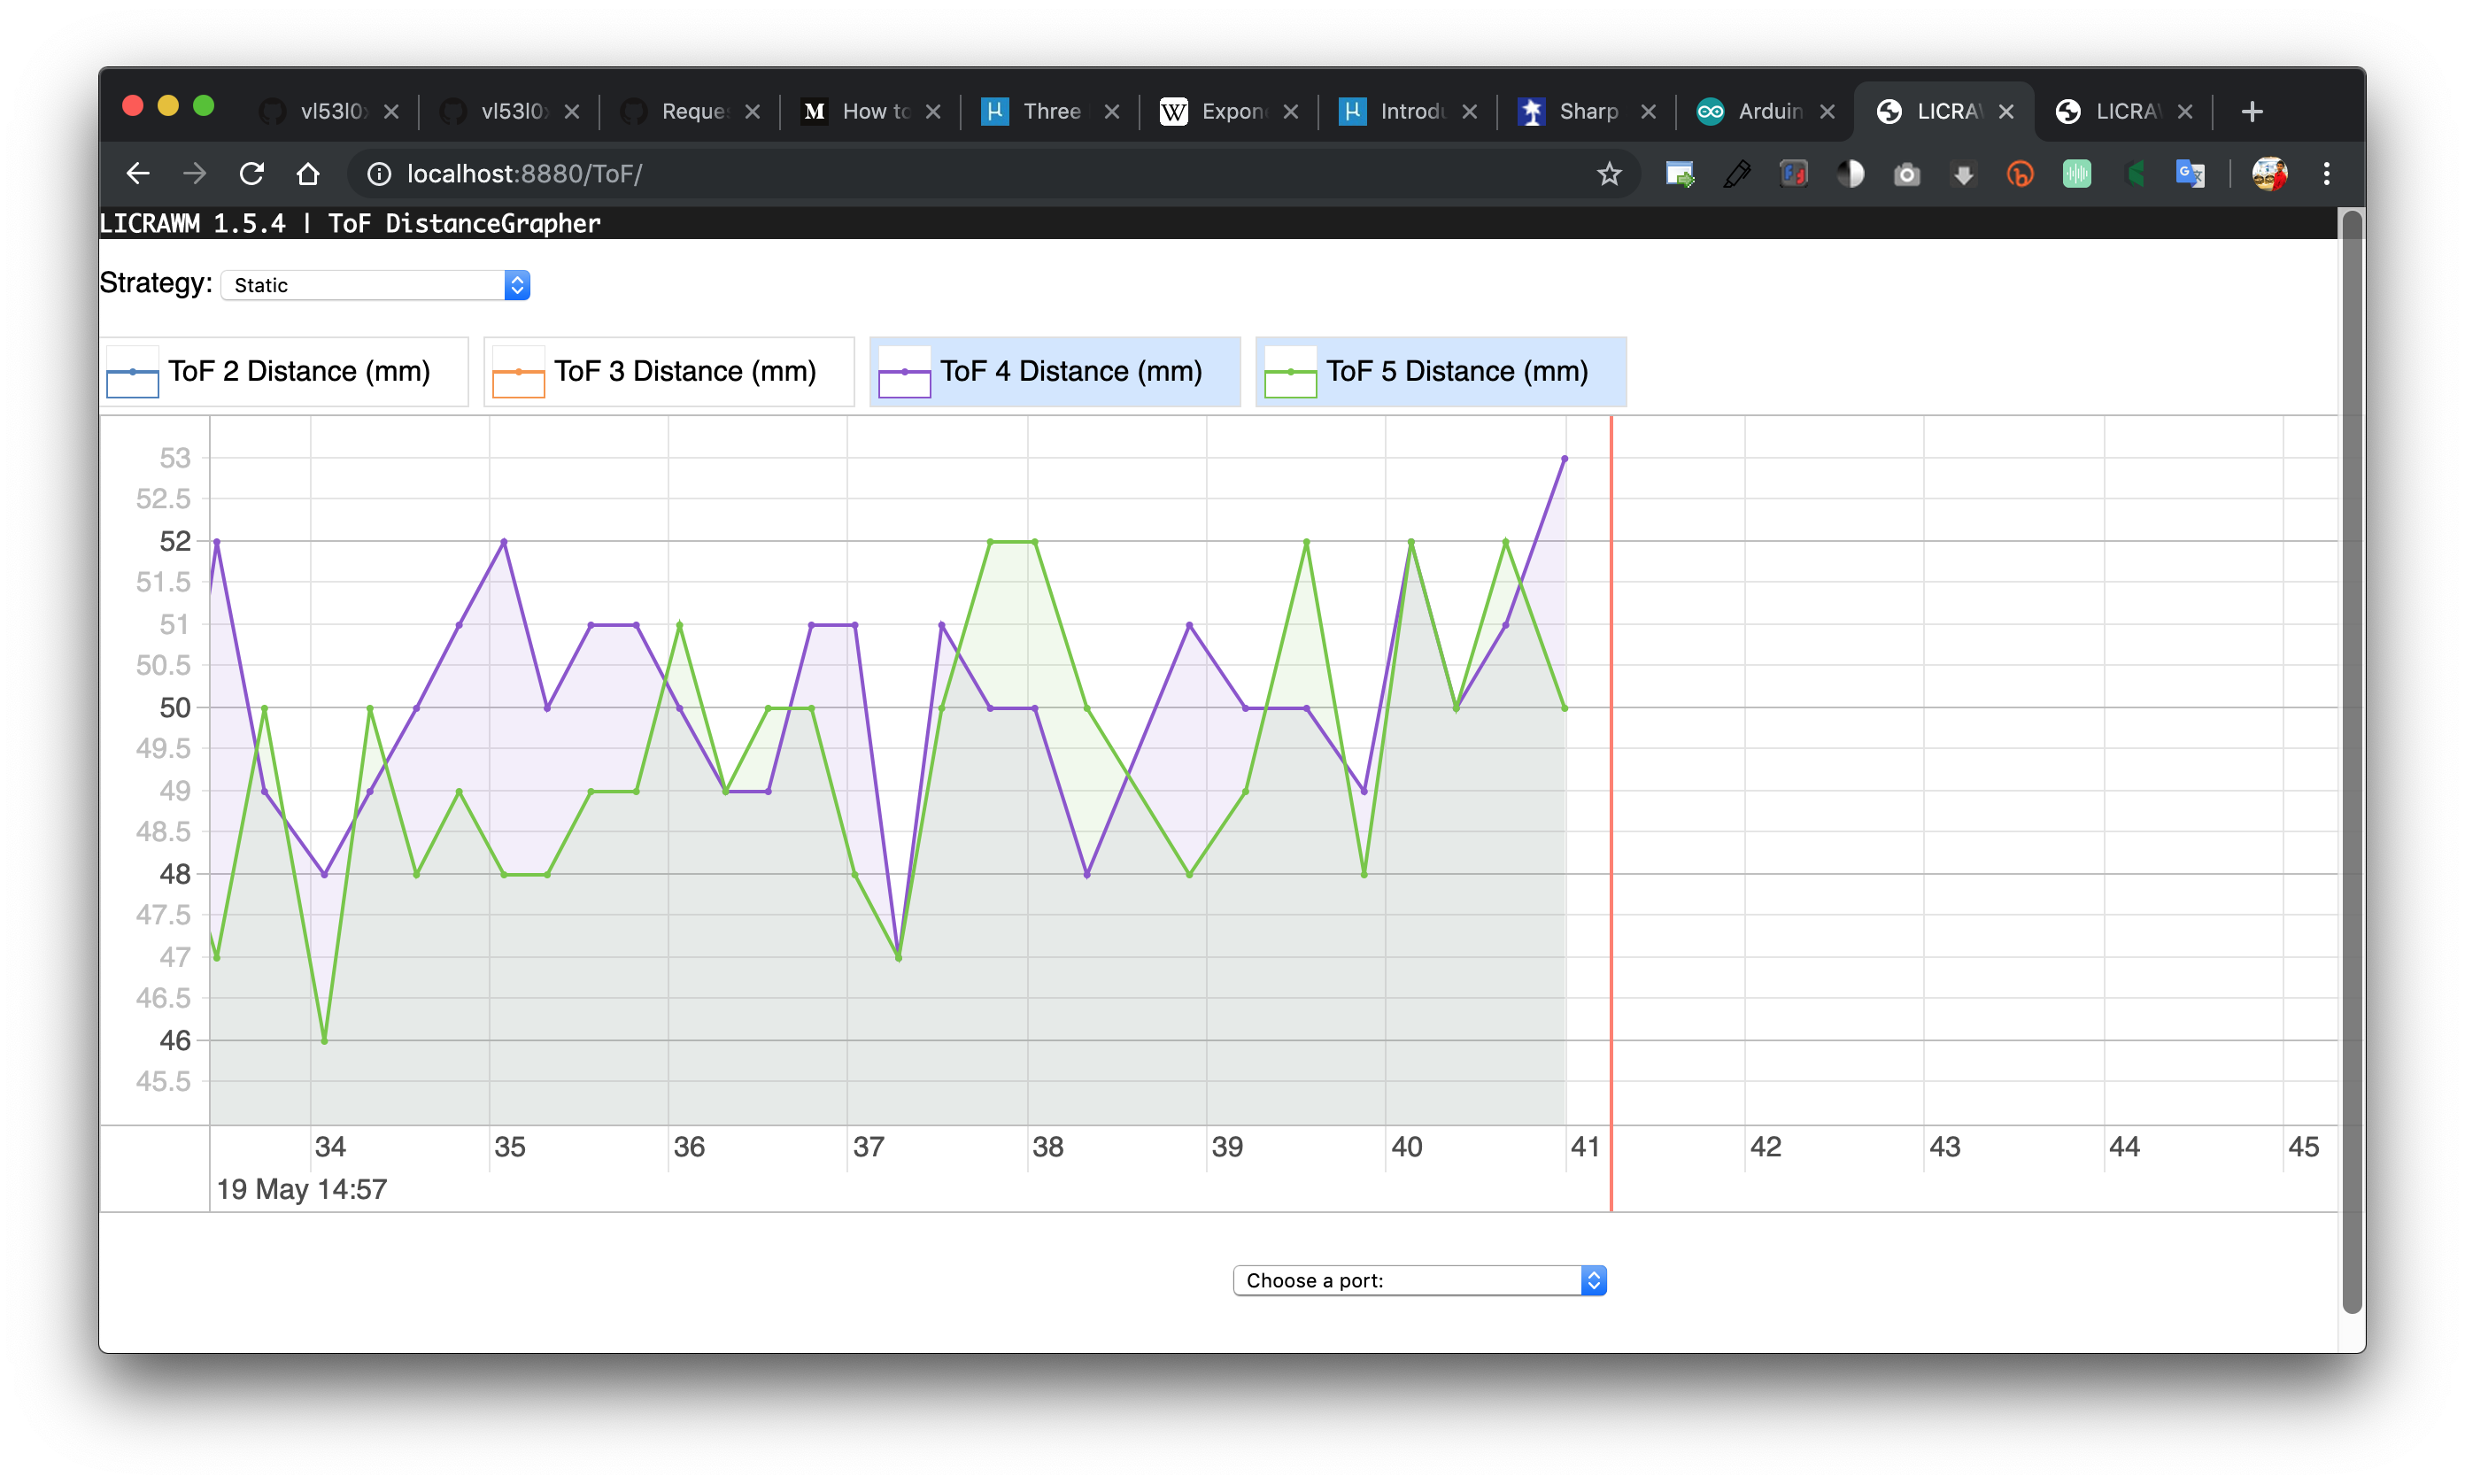 vl53l0x
vl53l0x
Reque
M
How to
Three
W
Expon
Introdu
Sharp
Arduin
LICRAW
LICRAW
localhost:8880/ToF/
LICRAWM 1.5.4 | ToF DistanceGrapher
Strategy: Static
ToF 2 Distance (mm) ToF 3 Distance (mm) ToF 4 Distance (mm) ToF 5 Distance (mm)
53
52.5
52
51.5
51
50.5
50
49.5
49
48.5
48
47.5
47
46.5
46
45.5
34 35 36 37 38 39 40 41 42 43 44 45
19 May 14:57
Choose a port: